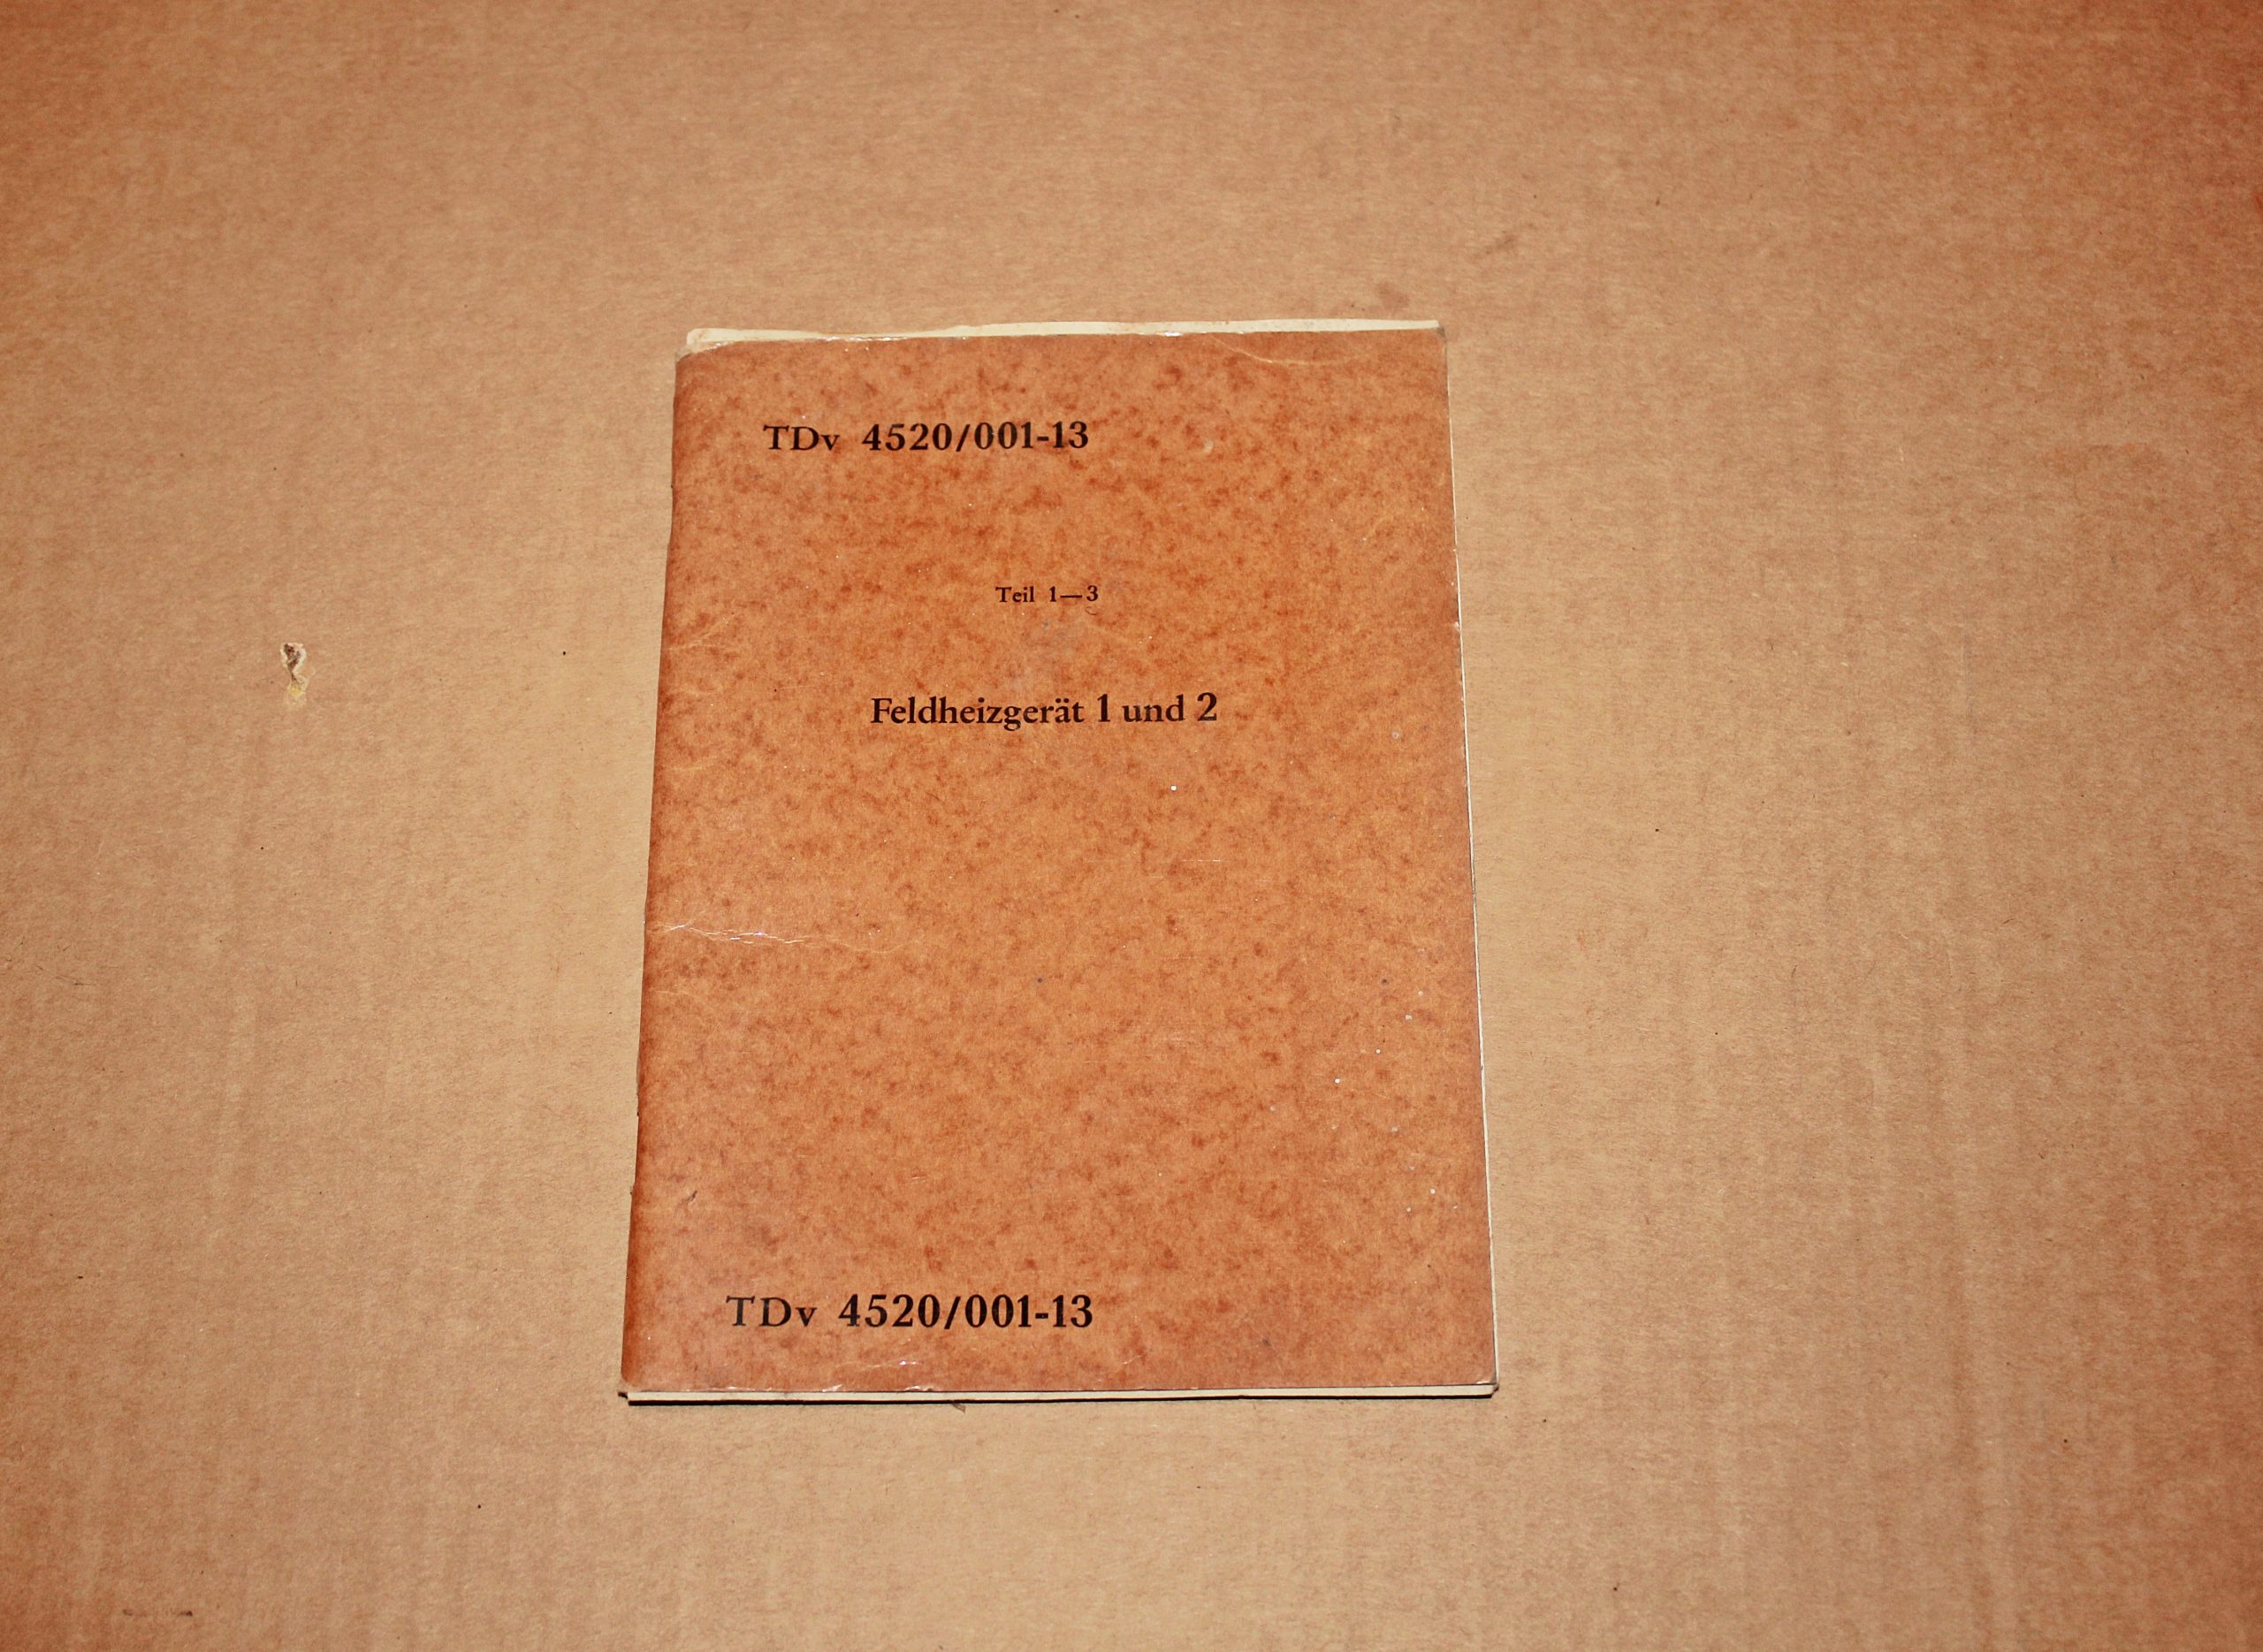 TDv 4520/001-13
Teil 1—3
Feldheizgerät 1 und 2
TDv 4520/001-13